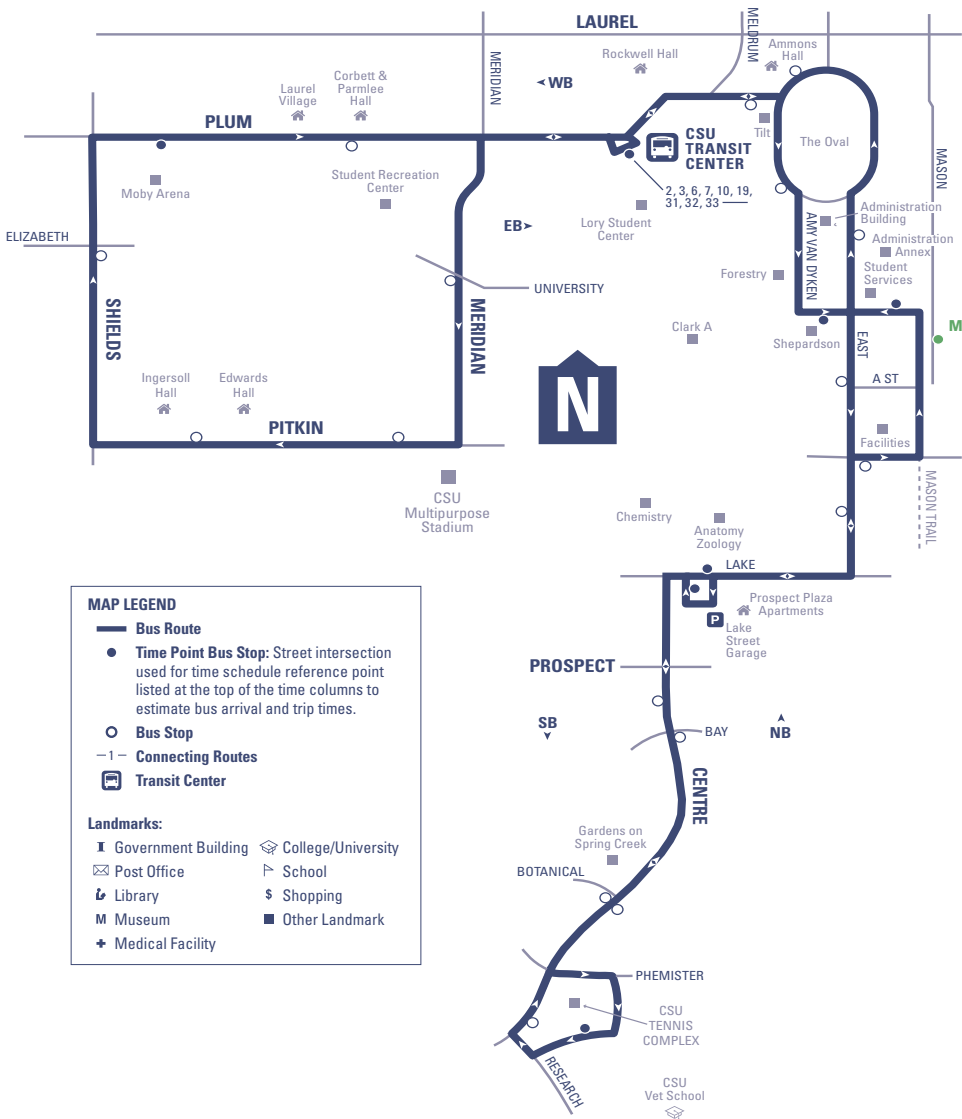 LAUREL
MELDRUM
Ammons
Hall
Rockwell Hall
MERIDIAN
WB
Corbett &
Parmlee
Hall
Laurel
Village
PLUM
CSU
TRANSIT
CENTER
Tilt
The Oval
MASON
Moby Arena
Student Recreation
Center
2, 3, 6, 7, 10, 19,
31, 32, 33
EB
Lory Student
Center
Administration
Building
ELIZABETH
AMY VAN DYKEN
Administration
Annex
Student
Services
Forestry
UNIVERSITY
SHIELDS
MERIDIAN
Clark A
Shepardson
EAST
M
A ST
Ingersoll
Hall
Edwards
Hall
N
PITKIN
Facilities
CSU
Multipurpose
Stadium
MASON TRAIL
Chemistry
Anatomy
Zoology
LAKE
Prospect Plaza
Apartments
P
Lake
Street
Garage
PROSPECT
SB
NB
BAY
CENTRE
Gardens on
Spring Creek
BOTANICAL
PHEMISTER
CSU
TENNIS
COMPLEX
RESEARCH
CSU
Vet School
MAP LEGEND
Bus Route
Time Point Bus Stop: Street intersection
used for time schedule reference point
listed at the top of the time columns to
estimate bus arrival and trip times.
Bus Stop
1 Connecting Routes
Transit Center
Landmarks:
Government Building
College/University
Post Office
School
Library
$ Shopping
M Museum
Other Landmark
Medical Facility